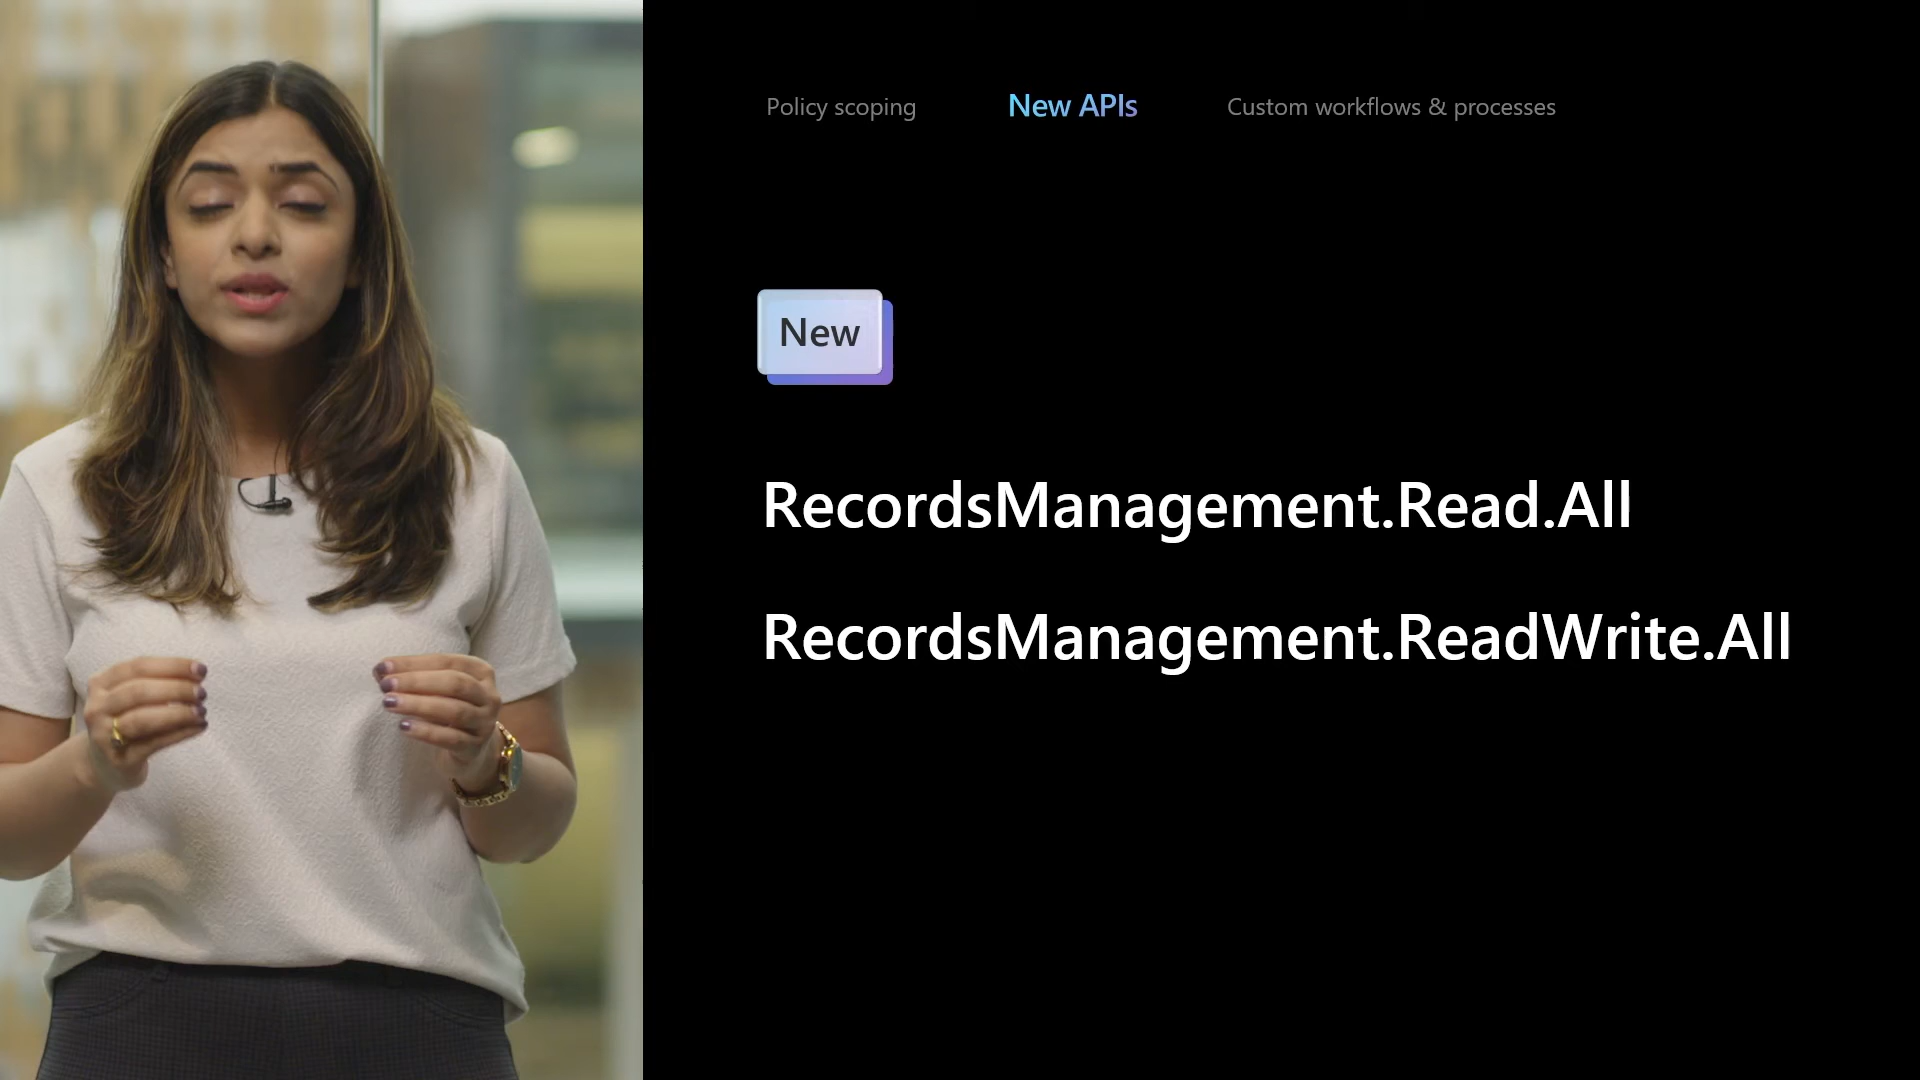 Policy scoping New APIs Custom workflows & processes
New
RecordsManagement.Read.All
RecordsManagement.ReadWrite.All